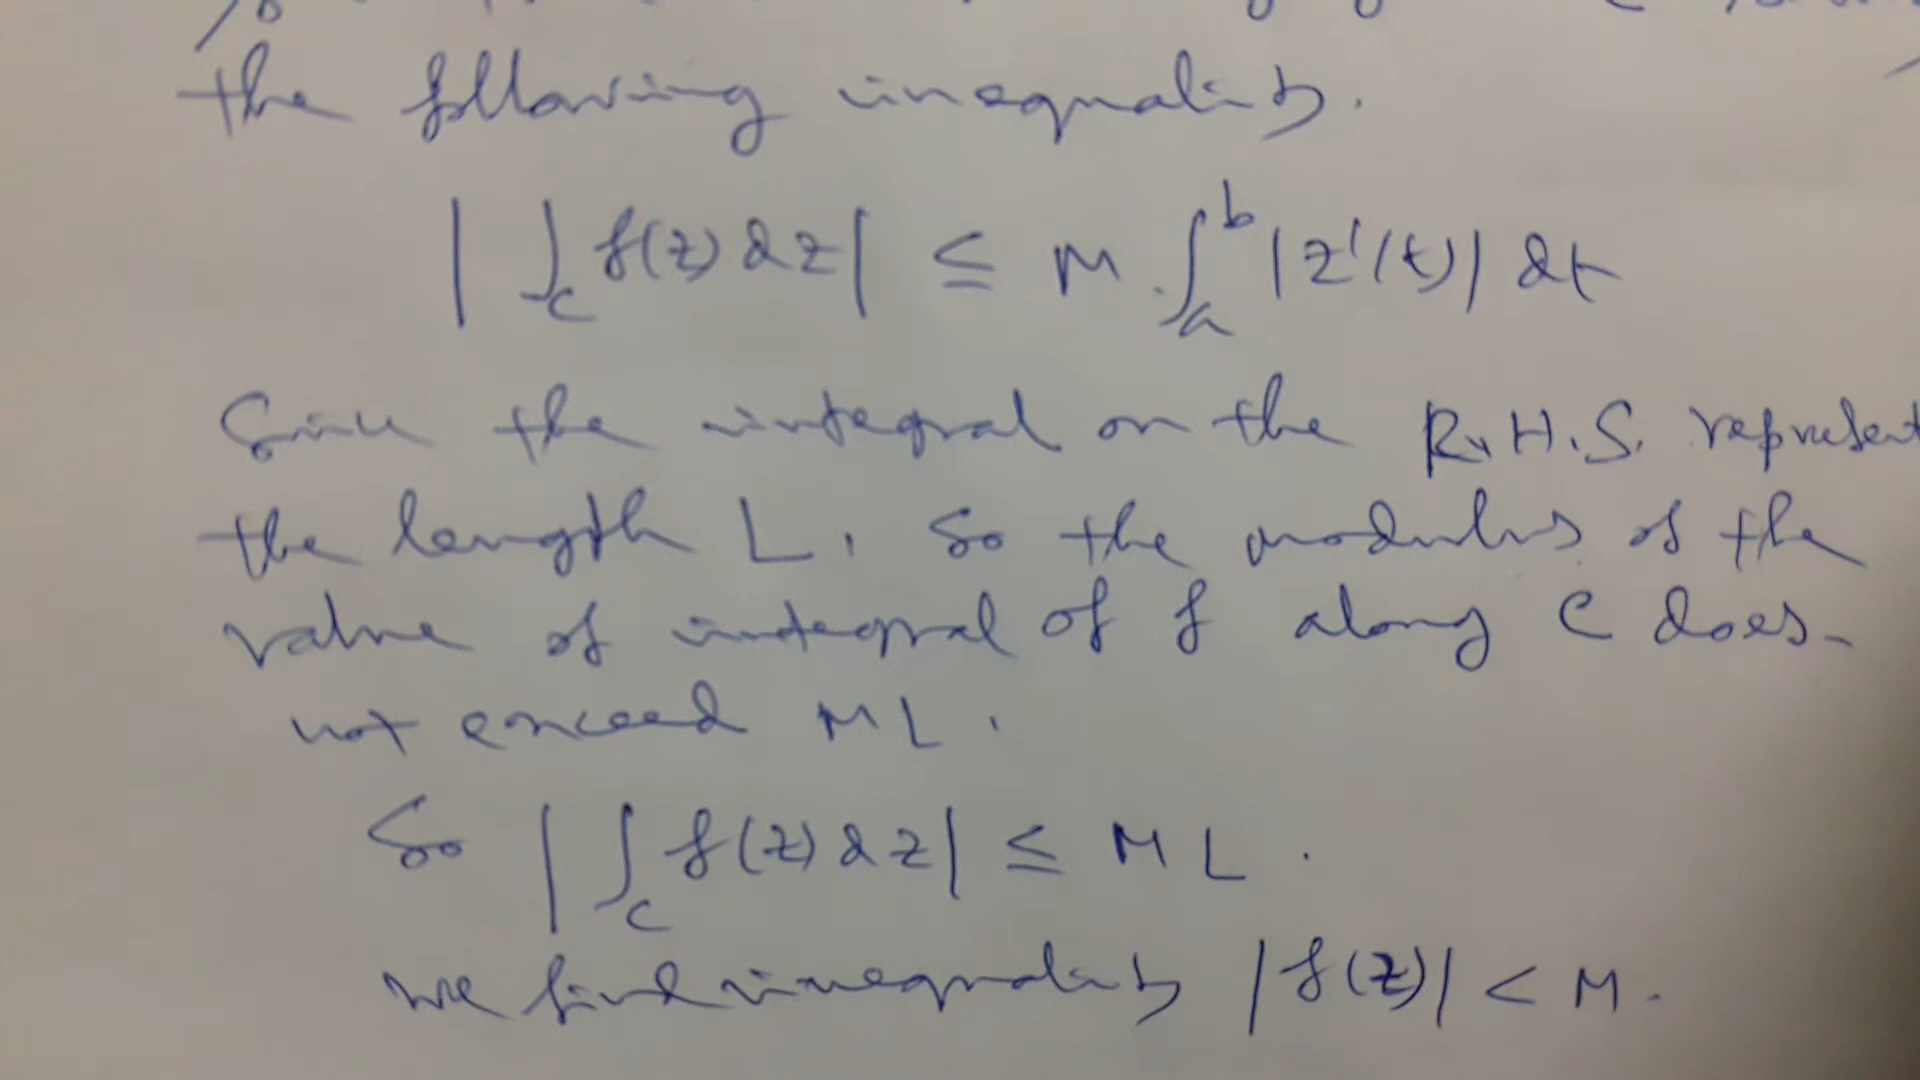 the following inequality.
| ∫_c f(z) dz | ≤ M. ∫_a^b |z'(t)| dt
Since the integral on the R.H.S. represent
the length L. So the modulus of the
value of integral of f along C does
not exceed ML.
So | ∫_c f(z) dz | ≤ ML.
we find inequality |f(z)| < M.